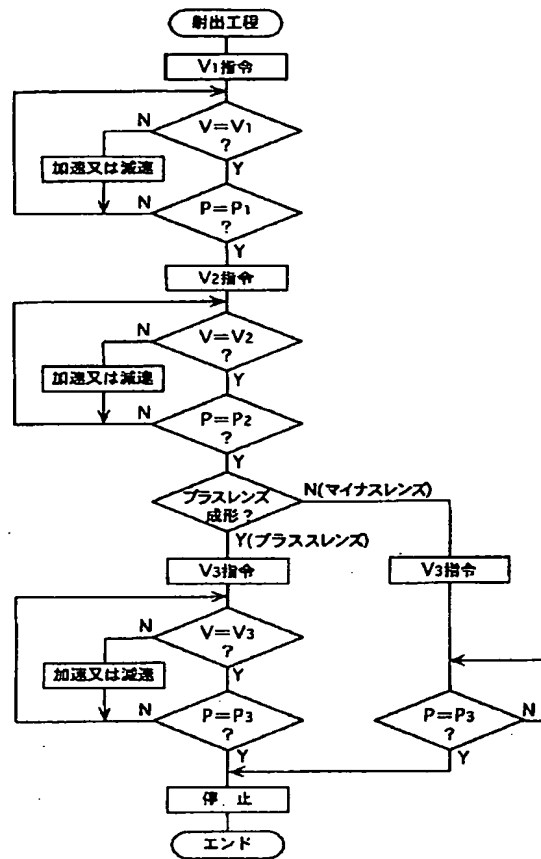 射出工程
V1指令
N
V=V1
?
Y
加速又は減速
N
P=P1
?
Y
V2指令
N
V=V2
?
Y
加速又は減速
N
P=P2
?
Y
プラスレンズ
成形?
N(マイナスレンズ)
Y(プラススレンズ)
V3指令
V3指令
N
V=V3
?
Y
加速又は減速
N
P=P3
?
Y
P=P3
?
N
Y
停止
エンド